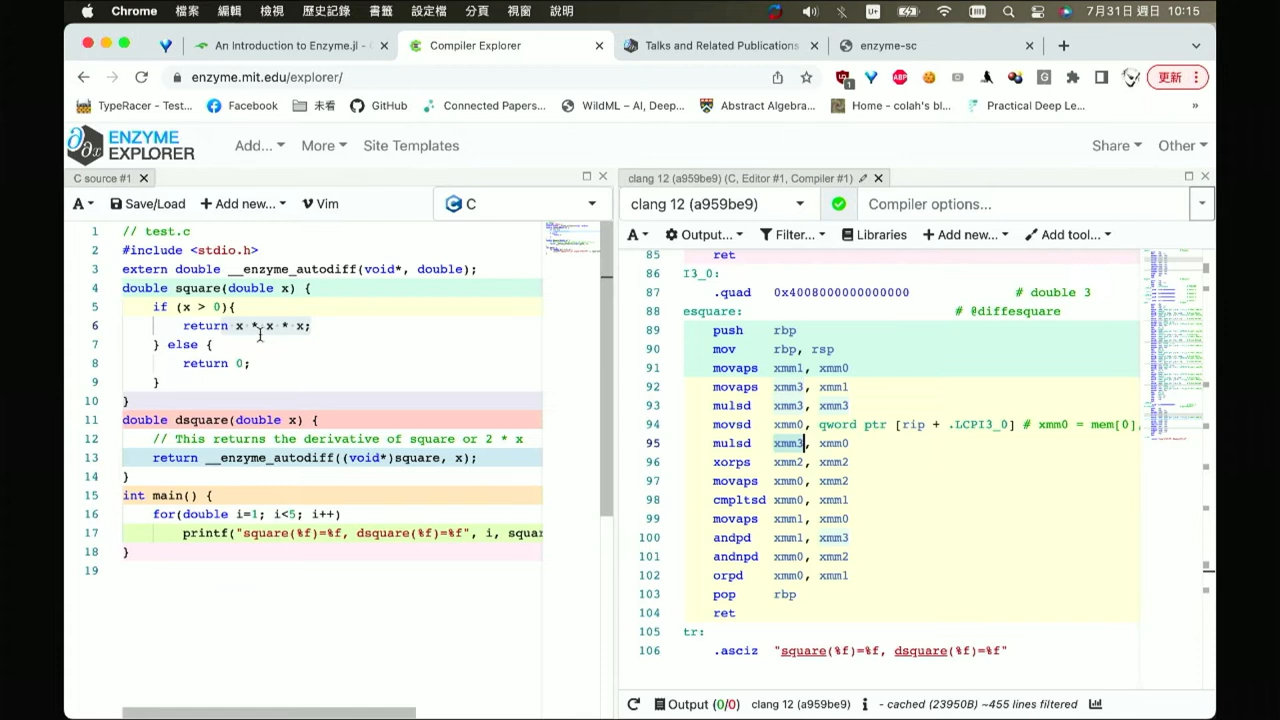 Chrome 檔案 編輯 檢視 歷史記錄 書籤 設定檔 分頁 視窗 說明 7月31日 週日 10:15
An Introduction to Enzyme.jl - G Compiler Explorer Talks and Related Publications enzyme-sc
enzyme.mit.edu/explorer/ 更新
TypeRacer - Test... Facebook 未看 GitHub Connected Papers... WildML – AI, Deep... Abstract Algebra... Home - colah's bl... Practical Deep Le... »
ENZYME EXPLORER Add... More Site Templates Share Other
C source #1
A Save/Load + Add new... Vim C
1 // test.c
2 #include <stdio.h>
3 extern double __enzyme_autodiff(void*, double);
4 double square(double x) {
5 if (x > 0){
6 return x * x * x;
7 } else {
8 return 0;
9 }
10 }
11 double dsquare(double x) {
12 // This returns the derivative of square or 2 * x
13 return __enzyme_autodiff((void*)square, x);
14 }
15 int main() {
16 for(double i=1; i<5; i++)
17 printf("square(%f)=%f, dsquare(%f)=%f", i, squar
18 }
19
clang 12 (a959be9) (C, Editor #1, Compiler #1)
clang 12 (a959be9) Compiler options...
A Output... Filter... Libraries + Add new... Add tool...
85 ret
86 I3_0:
87 .quad 0x4008000000000000 # double 3
88 esquare: # @diffesquare
89 push rbp
90 mov rbp, rsp
91 movaps xmm1, xmm0
92 movaps xmm3, xmm1
93 mulsd xmm3, xmm3
94 movsd xmm0, qword ptr [rip + .LCPI3_0] # xmm0 = mem[0],
95 mulsd xmm3, xmm0
96 xorps xmm2, xmm2
97 movaps xmm0, xmm2
98 cmpltsd xmm0, xmm1
99 movaps xmm1, xmm0
100 andpd xmm1, xmm3
101 andnpd xmm0, xmm2
102 orpd xmm0, xmm1
103 pop rbp
104 ret
105 tr:
106 .asciz "square(%f)=%f, dsquare(%f)=%f"
Output (0/0) clang 12 (a959be9) i - cached (23950B) ~455 lines filtered